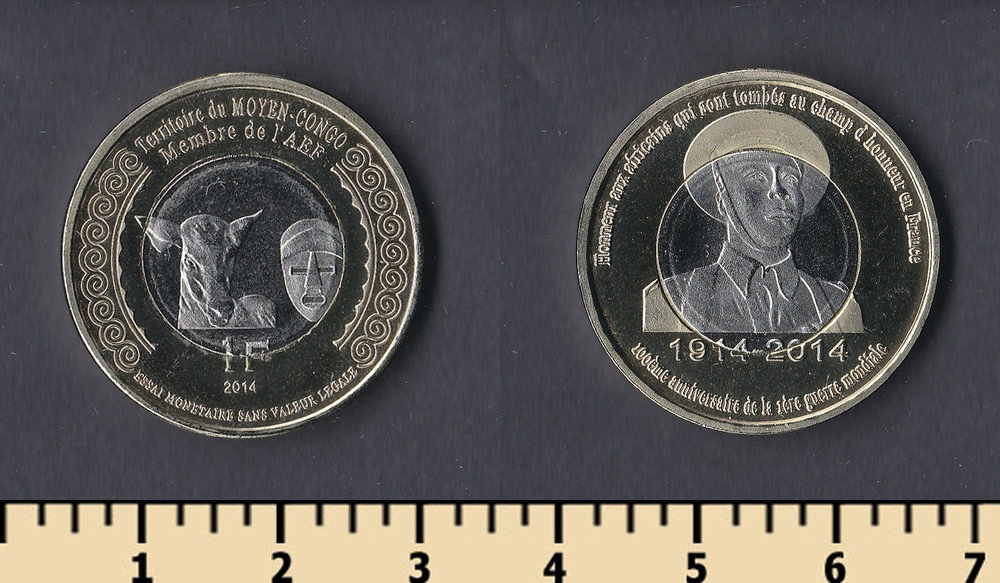 Territoire du MOYEN-CONGO
Membre de l'AEF
1F
2014
ESSAI MONETAIRE SANS VALEUR LEGALE
Honneur aux africains qui sont tombés au champ d'honneur en France
1914-2014
100ème anniversaire de la 1ère guerre mondiale
1 2 3 4 5 6 7